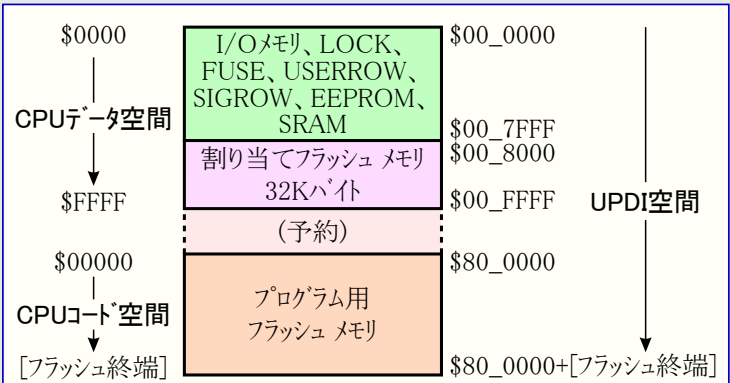 $0000
CPUデータ空間
$FFFF
$00000
CPUコード空間
[フラッシュ終端]
I/Oメモリ、LOCK、
FUSE、USERROW、
SIGROW、EEPROM、
SRAM
割り当てフラッシュ メモリ
32Kバイト
(予約)
プログラム用
フラッシュ メモリ
$00_0000
$00_7FFF
$00_8000
$00_FFFF
$80_0000
$80_0000+[フラッシュ終端]
UPDI空間